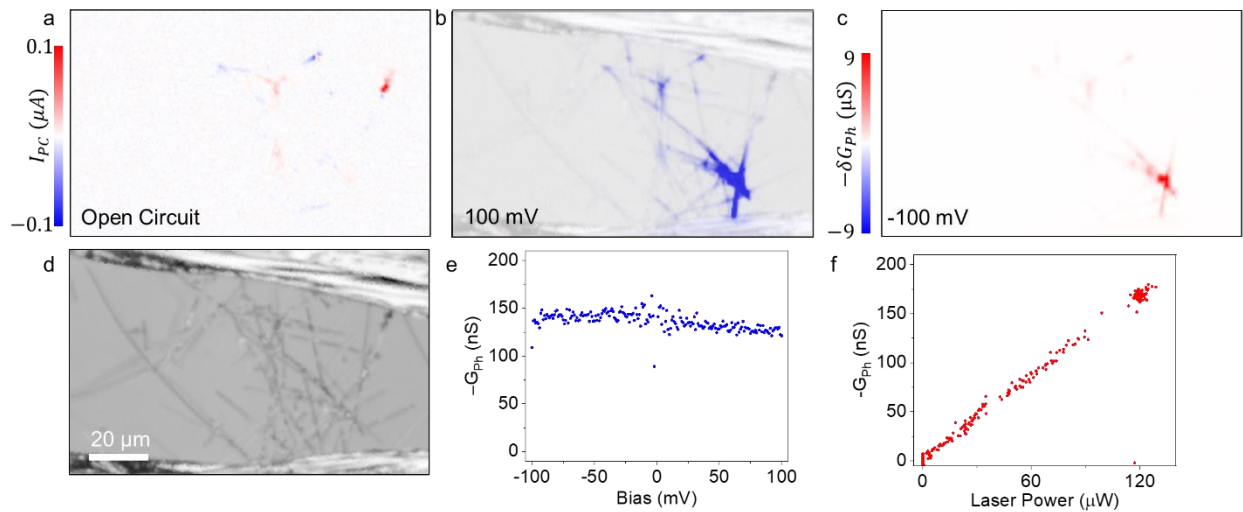 a
0.1
I_PC (μA)
−0.1
Open Circuit
b
100 mV
c
9
−δG_Ph (μS)
−9
-100 mV
d
20 μm
e
200
150
100
50
0
−G_Ph (nS)
-100
-50
0
50
100
Bias (mV)
f
200
150
100
50
0
-G_Ph (nS)
0
60
120
Laser Power (μW)